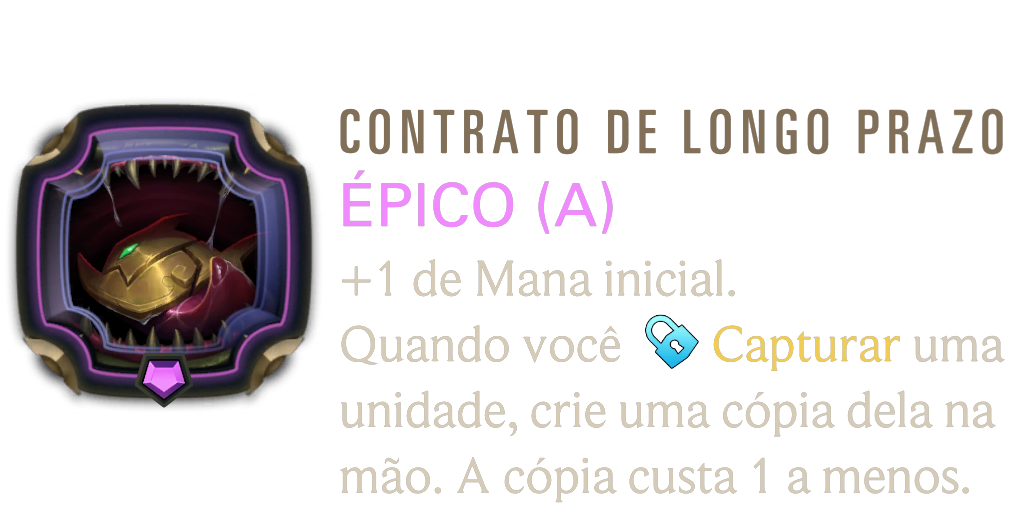 CONTRATO DE LONGO PRAZO
ÉPICO (A)
+1 de Mana inicial.
Quando você Capturar uma
unidade, crie uma cópia dela na
mão. A cópia custa 1 a menos.